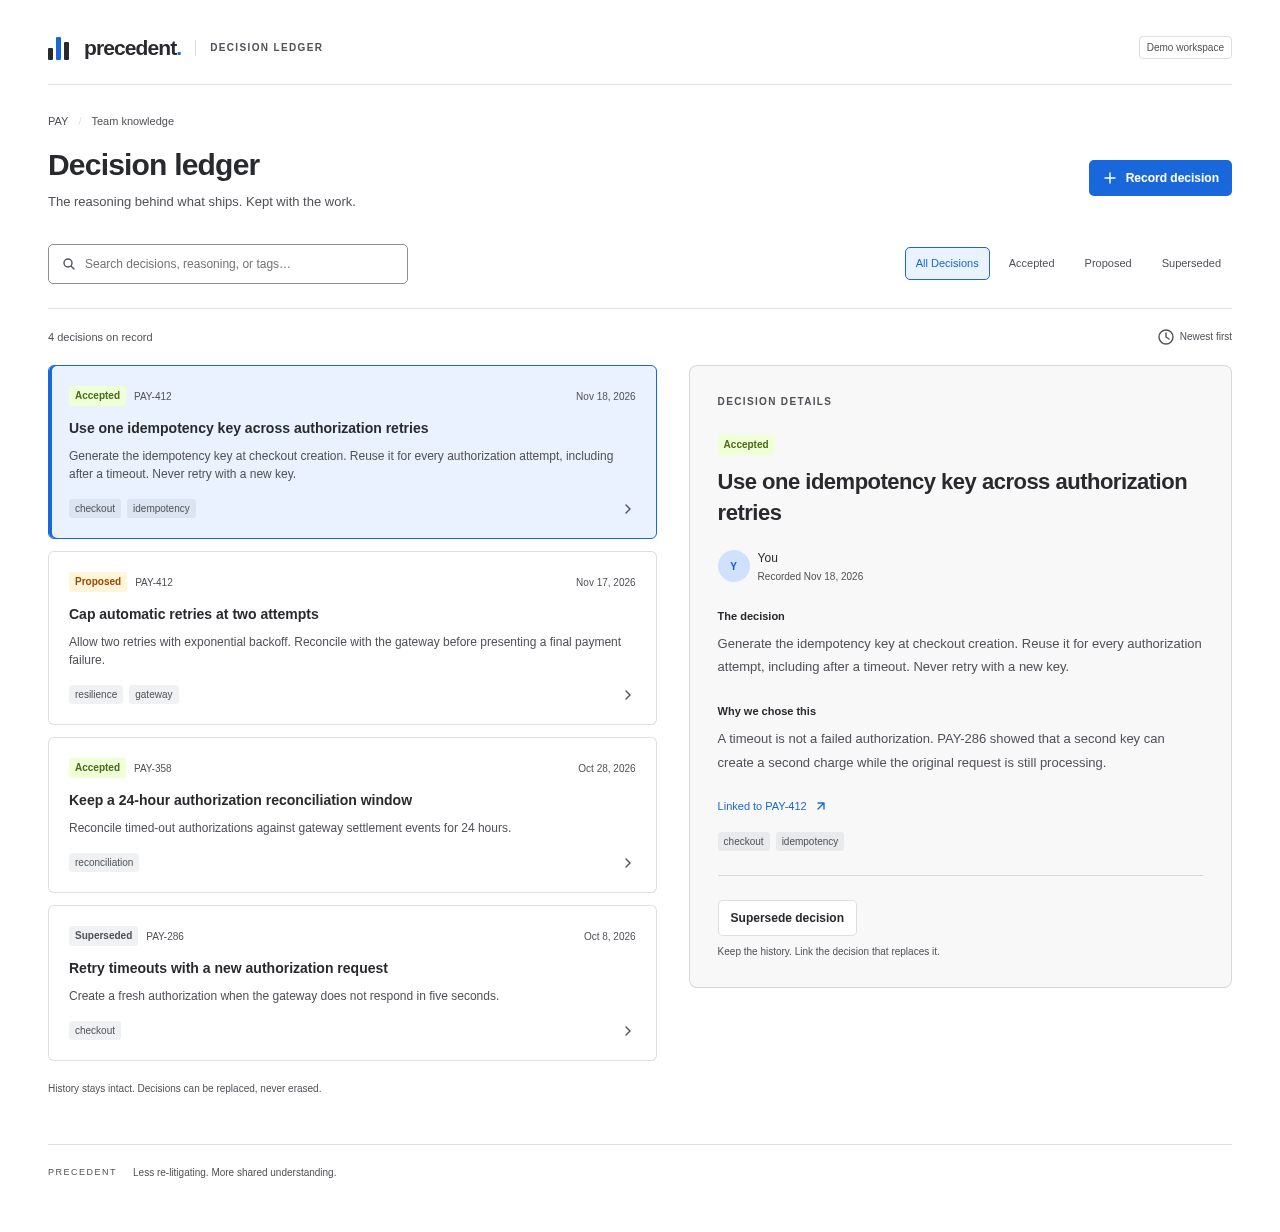 precedent.
DECISION LEDGER
Demo workspace
PAY / Team knowledge
Decision ledger
The reasoning behind what ships. Kept with the work.
Record decision
Search decisions, reasoning, or tags…
All Decisions
Accepted
Proposed
Superseded
4 decisions on record
Newest first
Accepted PAY-412 Nov 18, 2026
Use one idempotency key across authorization retries
Generate the idempotency key at checkout creation. Reuse it for every authorization attempt, including
after a timeout. Never retry with a new key.
checkout idempotency
Proposed PAY-412 Nov 17, 2026
Cap automatic retries at two attempts
Allow two retries with exponential backoff. Reconcile with the gateway before presenting a final payment
failure.
resilience gateway
Accepted PAY-358 Oct 28, 2026
Keep a 24-hour authorization reconciliation window
Reconcile timed-out authorizations against gateway settlement events for 24 hours.
reconciliation
Superseded PAY-286 Oct 8, 2026
Retry timeouts with a new authorization request
Create a fresh authorization when the gateway does not respond in five seconds.
checkout
History stays intact. Decisions can be replaced, never erased.
DECISION DETAILS
Accepted
Use one idempotency key across authorization
retries
Y
You
Recorded Nov 18, 2026
The decision
Generate the idempotency key at checkout creation. Reuse it for every authorization
attempt, including after a timeout. Never retry with a new key.
Why we chose this
A timeout is not a failed authorization. PAY-286 showed that a second key can
create a second charge while the original request is still processing.
Linked to PAY-412
checkout idempotency
Supersede decision
Keep the history. Link the decision that replaces it.
PRECEDENT
Less re-litigating. More shared understanding.